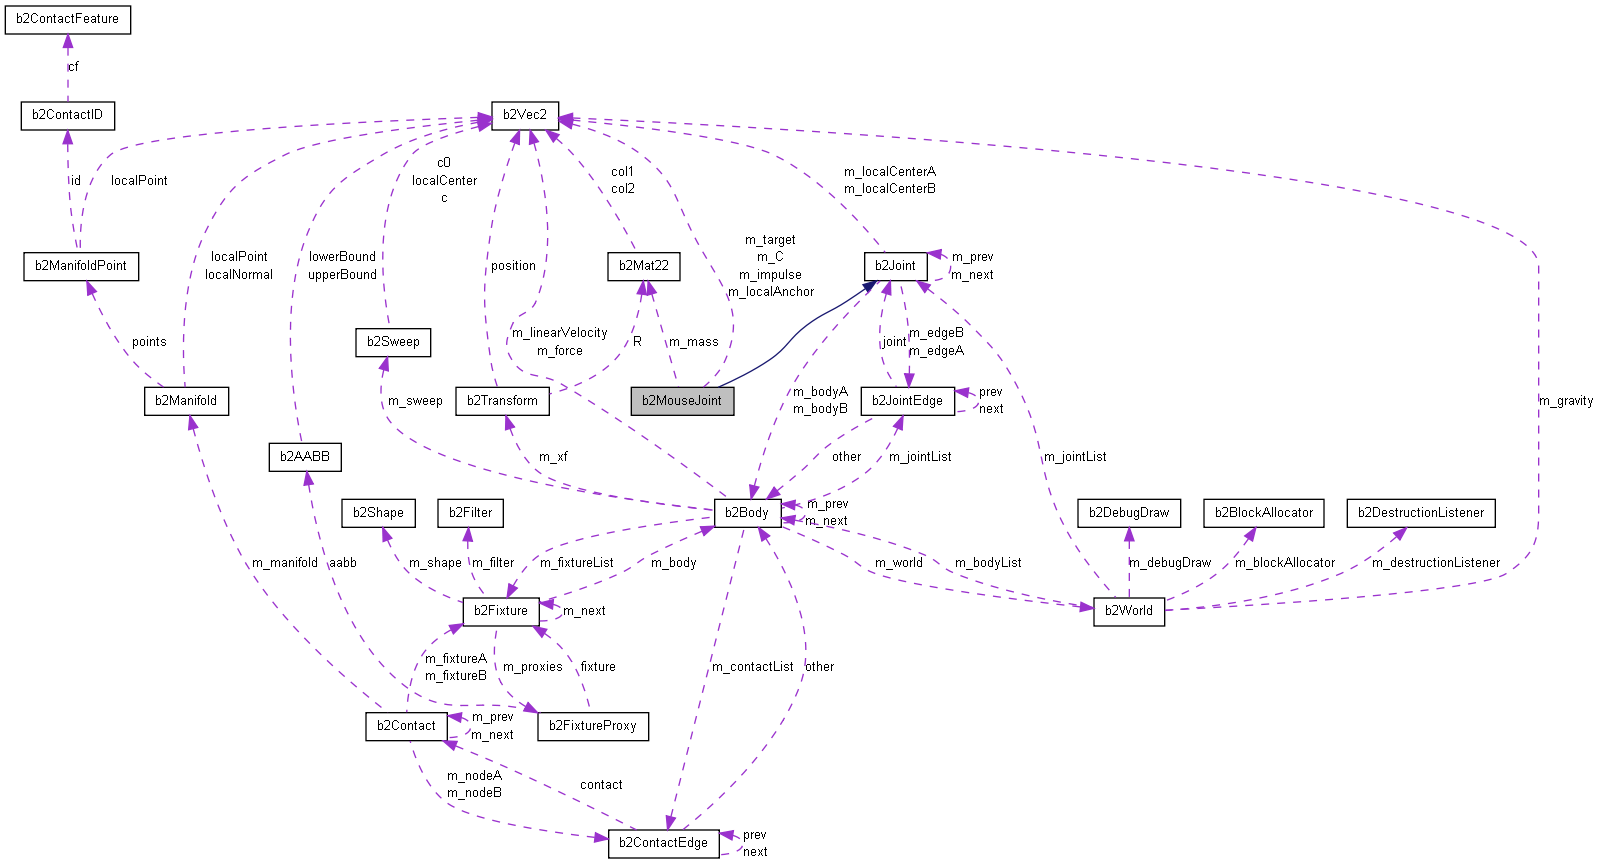 b2ContactFeature
cf
b2ContactID
b2Vec2
id
localPoint
c0
localCenter
c
col1
col2
m_localCenterA
m_localCenterB
b2ManifoldPoint
localPoint
localNormal
lowerBound
upperBound
position
b2Mat22
m_target
m_C
m_impulse
m_localAnchor
b2Joint
m_prev
m_next
points
b2Sweep
m_linearVelocity
m_force
R
m_mass
joint
m_edgeB
m_edgeA
b2Manifold
m_sweep
b2Transform
b2MouseJoint
m_bodyA
m_bodyB
b2JointEdge
prev
next
m_gravity
b2AABB
m_xf
other
m_jointList
m_jointList
b2Shape
b2Filter
b2Body
m_prev
m_next
b2DebugDraw
b2BlockAllocator
b2DestructionListener
m_manifold
aabb
m_shape
m_filter
m_fixtureList
m_body
m_world
m_bodyList
m_debugDraw
m_blockAllocator
m_destructionListener
b2Fixture
m_next
b2World
m_fixtureA
m_fixtureB
m_proxies
fixture
m_contactList
other
b2Contact
m_prev
m_next
b2FixtureProxy
m_nodeA
m_nodeB
contact
b2ContactEdge
prev
next